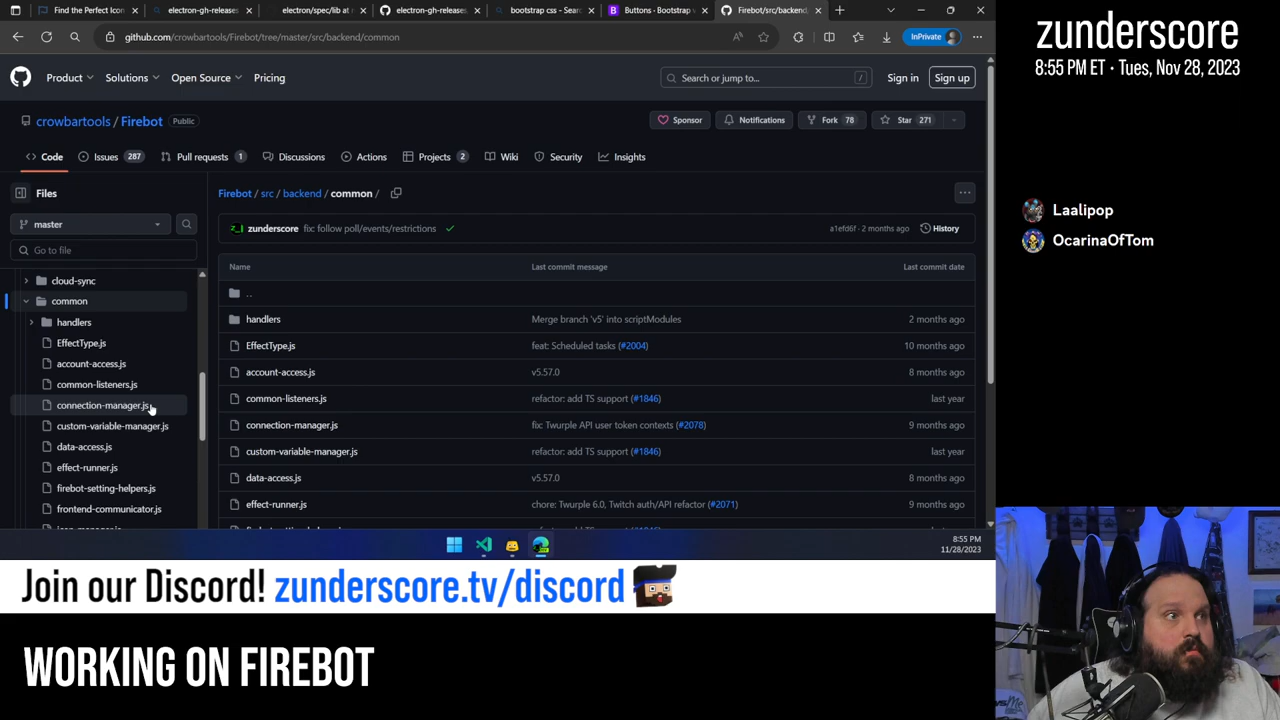 Find the Perfect Icon
electron-gh-releases
electron/spec/lib at
electron-gh-releases
bootstrap css - Sear
Buttons · Bootstrap v
Firebot/src/backend/
github.com/crowbartools/Firebot/tree/master/src/backend/common
InPrivate
Product
Solutions
Open Source
Pricing
Search or jump to...
/
Sign in
Sign up
crowbartools / Firebot
Public
Sponsor
Notifications
Fork 78
Star 271
Code
Issues 287
Pull requests 1
Discussions
Actions
Projects 2
Wiki
Security
Insights
Files
master
Go to file
cloud-sync
common
handlers
EffectType.js
account-access.js
common-listeners.js
connection-manager.js
custom-variable-manager.js
data-access.js
effect-runner.js
firebot-setting-helpers.js
frontend-communicator.js
Firebot / src / backend / common /
zunderscore fix: follow poll/events/restrictions
a1efd6f · 2 months ago
History
Name Last commit message Last commit date
..
handlers Merge branch 'v5' into scriptModules 2 months ago
EffectType.js feat: Scheduled tasks (#2004) 10 months ago
account-access.js v5.57.0 8 months ago
common-listeners.js refactor: add TS support (#1846) last year
connection-manager.js fix: Twurple API user token contexts (#2078) 9 months ago
custom-variable-manager.js refactor: add TS support (#1846) last year
data-access.js v5.57.0 8 months ago
effect-runner.js chore: Twurple 6.0, Twitch auth/API refactor (#2071) 9 months ago
8:55 PM
11/28/2023
Join our Discord! zunderscore.tv/discord
WORKING ON FIREBOT
zunderscore
8:55 PM ET • Tues, Nov 28, 2023
Laalipop
OcarinaOfTom